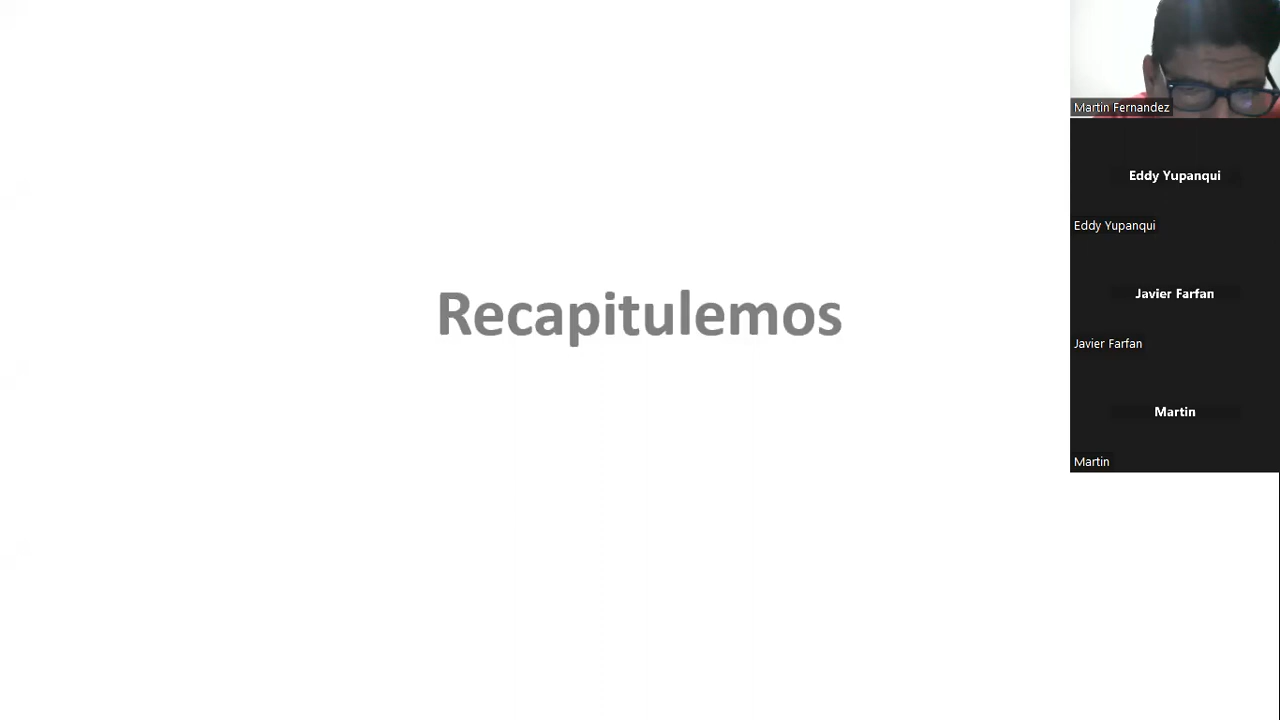 Recapitulemos
Martin Fernandez
Eddy Yupanqui
Eddy Yupanqui
Javier Farfan
Javier Farfan
Martin
Martin